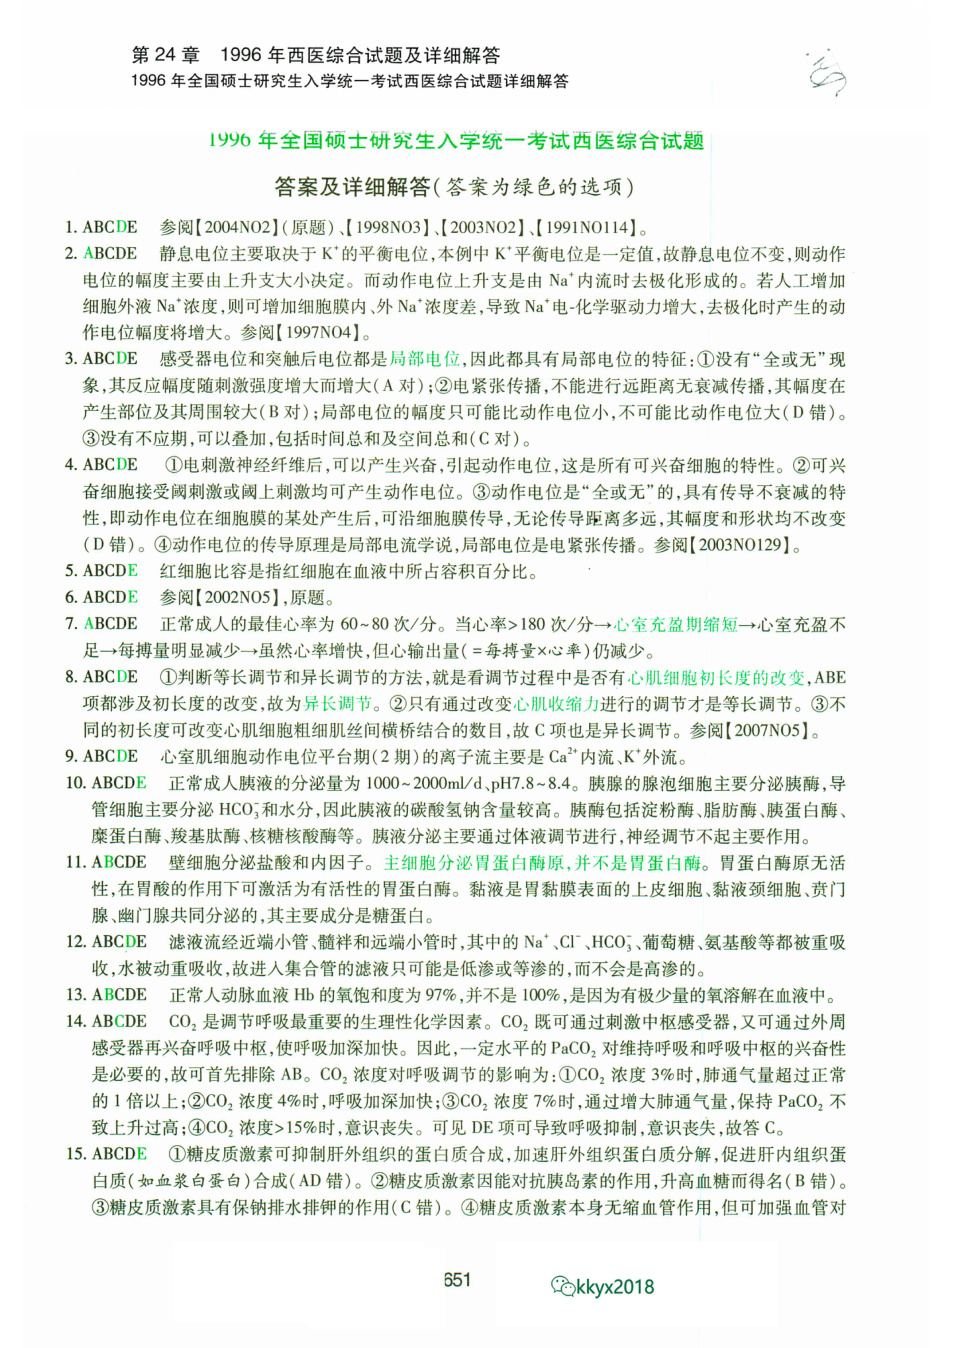 第 24 章　1996 年西医综合试题及详细解答
1996 年全国硕士研究生入学统一考试西医综合试题详细解答
1996 年全国硕士研究生入学统一考试西医综合试题
答案及详细解答(答案为绿色的选项)
1. ABCDE　参阅【2004NO2】(原题)、【1998NO3】、【2003NO2】、【1991NO114】。
2. ABCDE　静息电位主要取决于 K⁺的平衡电位,本例中 K⁺平衡电位是一定值,故静息电位不变,则动作
电位的幅度主要由上升支大小决定。而动作电位上升支是由 Na⁺内流时去极化形成的。若人工增加
细胞外液 Na⁺浓度,则可增加细胞膜内、外 Na⁺浓度差,导致 Na⁺电-化学驱动力增大,去极化时产生的动
作电位幅度将增大。参阅【1997NO4】。
3. ABCDE　感受器电位和突触后电位都是局部电位,因此都具有局部电位的特征:①没有“全或无”现
象,其反应幅度随刺激强度增大而增大(A 对);②电紧张传播,不能进行远距离无衰减传播,其幅度在
产生部位及其周围较大(B 对);局部电位的幅度只可能比动作电位小,不可能比动作电位大(D 错)。
③没有不应期,可以叠加,包括时间总和及空间总和(C 对)。
4. ABCDE　①电刺激神经纤维后,可以产生兴奋,引起动作电位,这是所有可兴奋细胞的特性。②可兴
奋细胞接受阈刺激或阈上刺激均可产生动作电位。③动作电位是“全或无”的,具有传导不衰减的特
性,即动作电位在细胞膜的某处产生后,可沿细胞膜传导,无论传导距离多远,其幅度和形状均不改变
(D 错)。④动作电位的传导原理是局部电流学说,局部电位是电紧张传播。参阅【2003NO129】。
5. ABCDE　红细胞比容是指红细胞在血液中所占容积百分比。
6. ABCDE　参阅【2002NO5】,原题。
7. ABCDE　正常成人的最佳心率为 60~80 次/分。当心率>180 次/分→心室充盈期缩短→心室充盈不
足→每搏量明显减少→虽然心率增快,但心输出量(=每搏量×心率)仍减少。
8. ABCDE　①判断等长调节和异长调节的方法,就是看调节过程中是否有心肌细胞初长度的改变,ABE
项都涉及初长度的改变,故为异长调节。②只有通过改变心肌收缩力进行的调节才是等长调节。③不
同的初长度可改变心肌细胞粗细肌丝间横桥结合的数目,故 C 项也是异长调节。参阅【2007NO5】。
9. ABCDE　心室肌细胞动作电位平台期(2 期)的离子流主要是 Ca²⁺内流、K⁺外流。
10. ABCDE　正常成人胰液的分泌量为 1000~2000ml/d、pH7.8~8.4。胰腺的腺泡细胞主要分泌胰酶,导
管细胞主要分泌 HCO₃⁻和水分,因此胰液的碳酸氢钠含量较高。胰酶包括淀粉酶、脂肪酶、胰蛋白酶、
糜蛋白酶、羧基肽酶、核糖核酸酶等。胰液分泌主要通过体液调节进行,神经调节不起主要作用。
11. ABCDE　壁细胞分泌盐酸和内因子。主细胞分泌胃蛋白酶原,并不是胃蛋白酶。胃蛋白酶原无活
性,在胃酸的作用下可激活为有活性的胃蛋白酶。黏液是胃黏膜表面的上皮细胞、黏液颈细胞、贲门
腺、幽门腺共同分泌的,其主要成分是糖蛋白。
12. ABCDE　滤液流经近端小管、髓袢和远端小管时,其中的 Na⁺、Cl⁻、HCO₃⁻、葡萄糖、氨基酸等都被重吸
收,水被动重吸收,故进入集合管的滤液只可能是低渗或等渗的,而不会是高渗的。
13. ABCDE　正常人动脉血液 Hb 的氧饱和度为 97%,并不是 100%,是因为有极少量的氧溶解在血液中。
14. ABCDE　CO₂ 是调节呼吸最重要的生理性化学因素。CO₂ 既可通过刺激中枢感受器,又可通过外周
感受器再兴奋呼吸中枢,使呼吸加深加快。因此,一定水平的 PaCO₂ 对维持呼吸和呼吸中枢的兴奋性
是必要的,故可首先排除 AB。CO₂ 浓度对呼吸调节的影响为:①CO₂ 浓度 3%时,肺通气量超过正常
的 1 倍以上;②CO₂ 浓度 4%时,呼吸加深加快;③CO₂ 浓度 7%时,通过增大肺通气量,保持 PaCO₂ 不
致上升过高;④CO₂ 浓度>15%时,意识丧失。可见 DE 项可导致呼吸抑制,意识丧失,故答 C。
15. ABCDE　①糖皮质激素可抑制肝外组织的蛋白质合成,加速肝外组织蛋白质分解,促进肝内组织蛋
白质(如血浆白蛋白)合成(AD 错)。②糖皮质激素因能对抗胰岛素的作用,升高血糖而得名(B 错)。
③糖皮质激素具有保钠排水排钾的作用(C 错)。④糖皮质激素本身无缩血管作用,但可加强血管对
651
kkyx2018